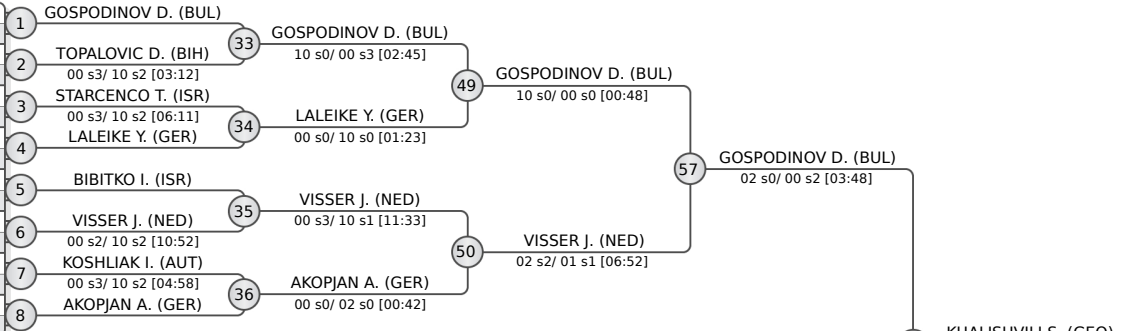 1
GOSPODINOV D. (BUL)
33
GOSPODINOV D. (BUL)
10 s0/ 00 s3 [02:45]
2
TOPALOVIC D. (BIH)
00 s3/ 10 s2 [03:12]
49
GOSPODINOV D. (BUL)
10 s0/ 00 s0 [00:48]
3
STARCENCO T. (ISR)
00 s3/ 10 s2 [06:11]
34
LALEIKE Y. (GER)
00 s0/ 10 s0 [01:23]
4
LALEIKE Y. (GER)
57
GOSPODINOV D. (BUL)
02 s0/ 00 s2 [03:48]
5
BIBITKO I. (ISR)
35
VISSER J. (NED)
00 s3/ 10 s1 [11:33]
6
VISSER J. (NED)
00 s2/ 10 s2 [10:52]
50
VISSER J. (NED)
02 s2/ 01 s1 [06:52]
7
KOSHLIAK I. (AUT)
00 s3/ 10 s2 [04:58]
36
AKOPJAN A. (GER)
00 s0/ 02 s0 [00:42]
8
AKOPJAN A. (GER)